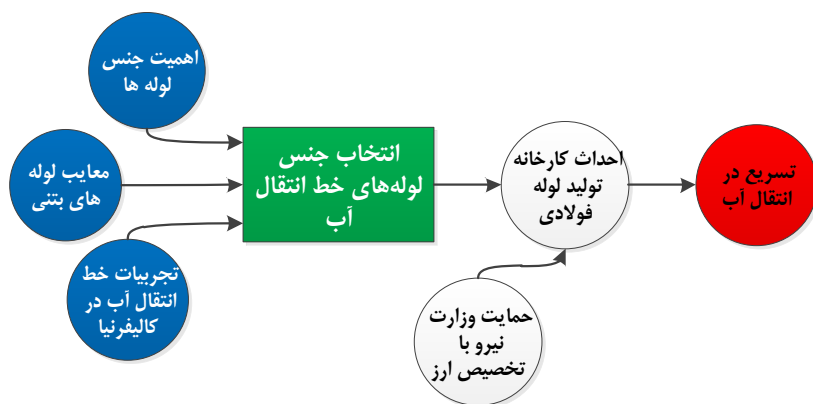 اهمیت جنس
لوله ها
معایب لوله
های بتنی
تجربیات خط
انتقال آب در
کالیفرنیا
انتخاب جنس
لوله‌های خط انتقال
آب
احداث کارخانه
تولید لوله
فولادی
حمایت وزارت
نیرو با
تخصیص ارز
تسریع در
انتقال آب